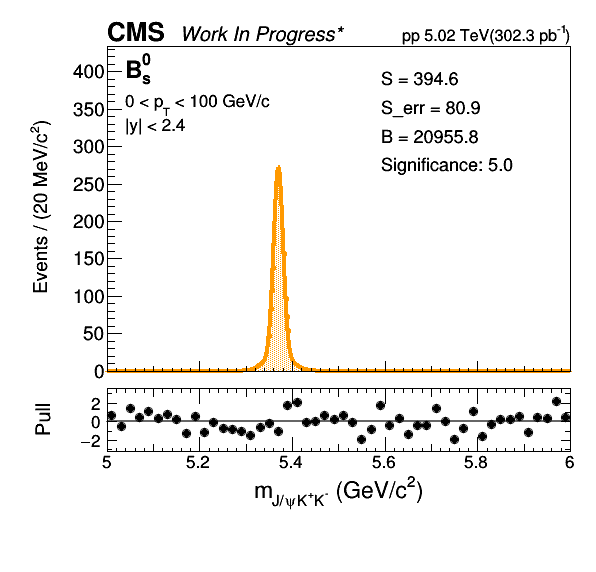 CMS Work In Progress* pp 5.02 TeV(302.3 pb⁻¹)
B⁰ₛ
0 < p_T < 100 GeV/c
|y| < 2.4
S = 394.6
S_err = 80.9
B = 20955.8
Significance: 5.0
Events / (20 MeV/c²)
400
350
300
250
200
150
100
50
0
Pull
2
0
−2
5 5.2 5.4 5.6 5.8 6
m_{J/ψK⁺K⁻} (GeV/c²)